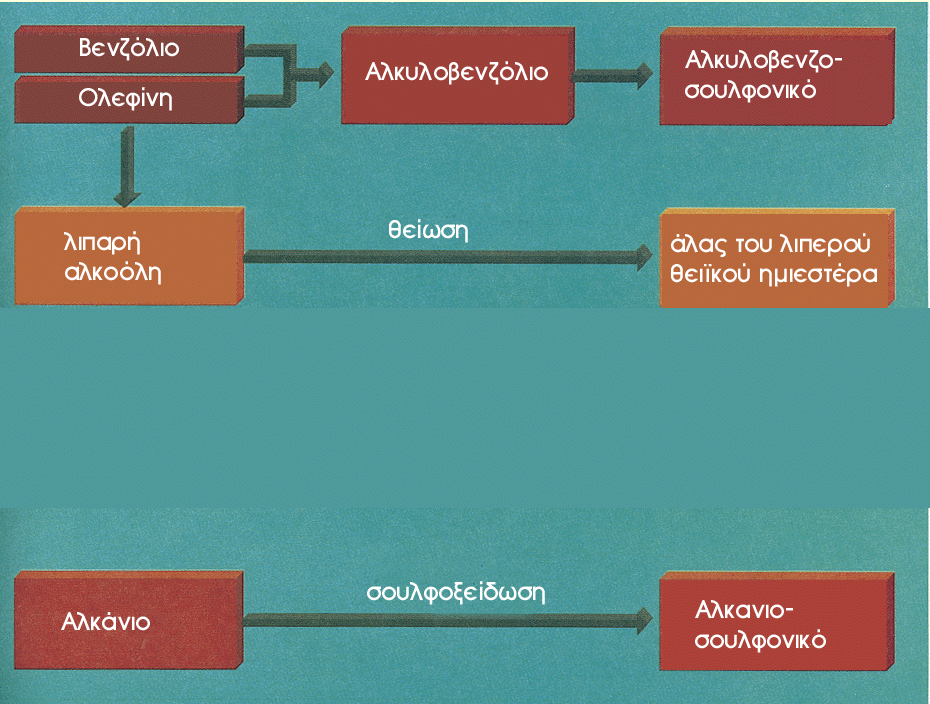 Βενζόλιο
Ολεφίνη
Αλκυλοβενζόλιο
Αλκυλοβενζο-
σουλφονικό
λιπαρή
αλκοόλη
θείωση
άλας του λιπερού
θειϊκού ημιεστέρα
Αλκάνιο
σουλφοξείδωση
Αλκανιο-
σουλφονικό